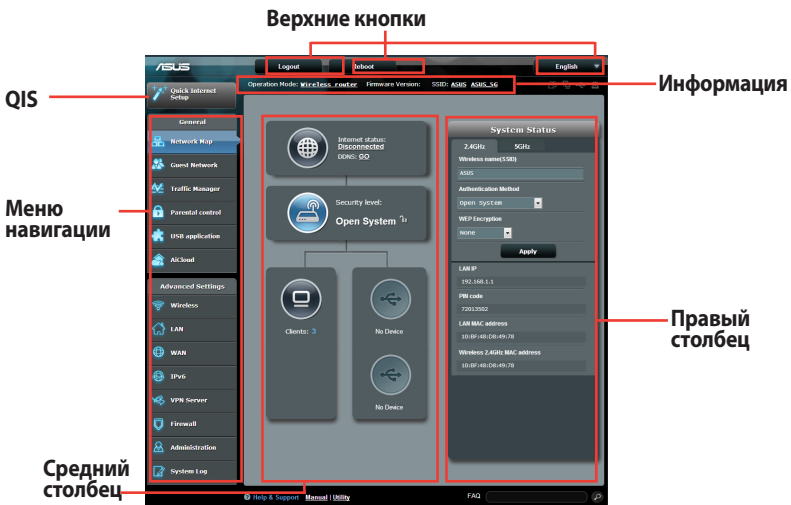 Верхние кнопки
ASUS
Logout
Reboot
English
Operation Mode: Wireless router Firmware Version: SSID: ASUS ASUS_5G
Информация
QIS
Quick Internet
Setup
General
Network Map
Guest Network
Traffic Manager
Parental control
USB application
AiCloud
Меню
навигации
Advanced Settings
Wireless
LAN
WAN
IPv6
VPN Server
Firewall
Administration
System Log
Internet status:
Disconnected
DDNS: GO
Security level:
Open System
Clients: 3
No Device
No Device
System Status
2.4GHz 5GHz
Wireless name(SSID)
ASUS
Authentication Method
Open System
WEP Encryption
None
Apply
LAN IP
192.168.1.1
PIN code
72013502
LAN MAC address
10:BF:48:D8:49:78
Wireless 2.4GHz MAC address
10:BF:48:D8:49:78
Правый
столбец
Средний
столбец
Help & Support Manual | Utility
FAQ